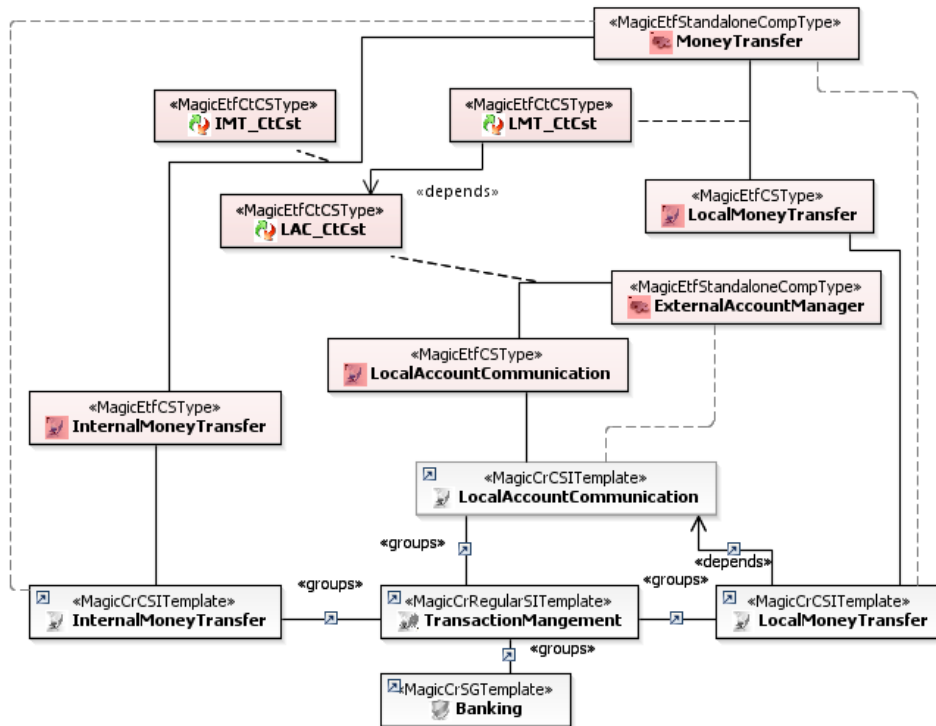 «MagicEtfStandaloneCompType»
MoneyTransfer
«MagicEtfCtCSType»
IMT_CtCst
«MagicEtfCtCSType»
LMT_CtCst
«depends»
«MagicEtfCtCSType»
LAC_CtCst
«MagicEtfCSType»
LocalMoneyTransfer
«MagicEtfStandaloneCompType»
ExternalAccountManager
«MagicEtfCSType»
LocalAccountCommunication
«MagicEtfCSType»
InternalMoneyTransfer
«MagicCrCSITemplate»
LocalAccountCommunication
«groups»
«depends»
«groups»
«groups»
«MagicCrCSITemplate»
InternalMoneyTransfer
«MagicCrRegularSITemplate»
TransactionMangement
«MagicCrCSITemplate»
LocalMoneyTransfer
«groups»
«MagicCrSGTemplate»
Banking